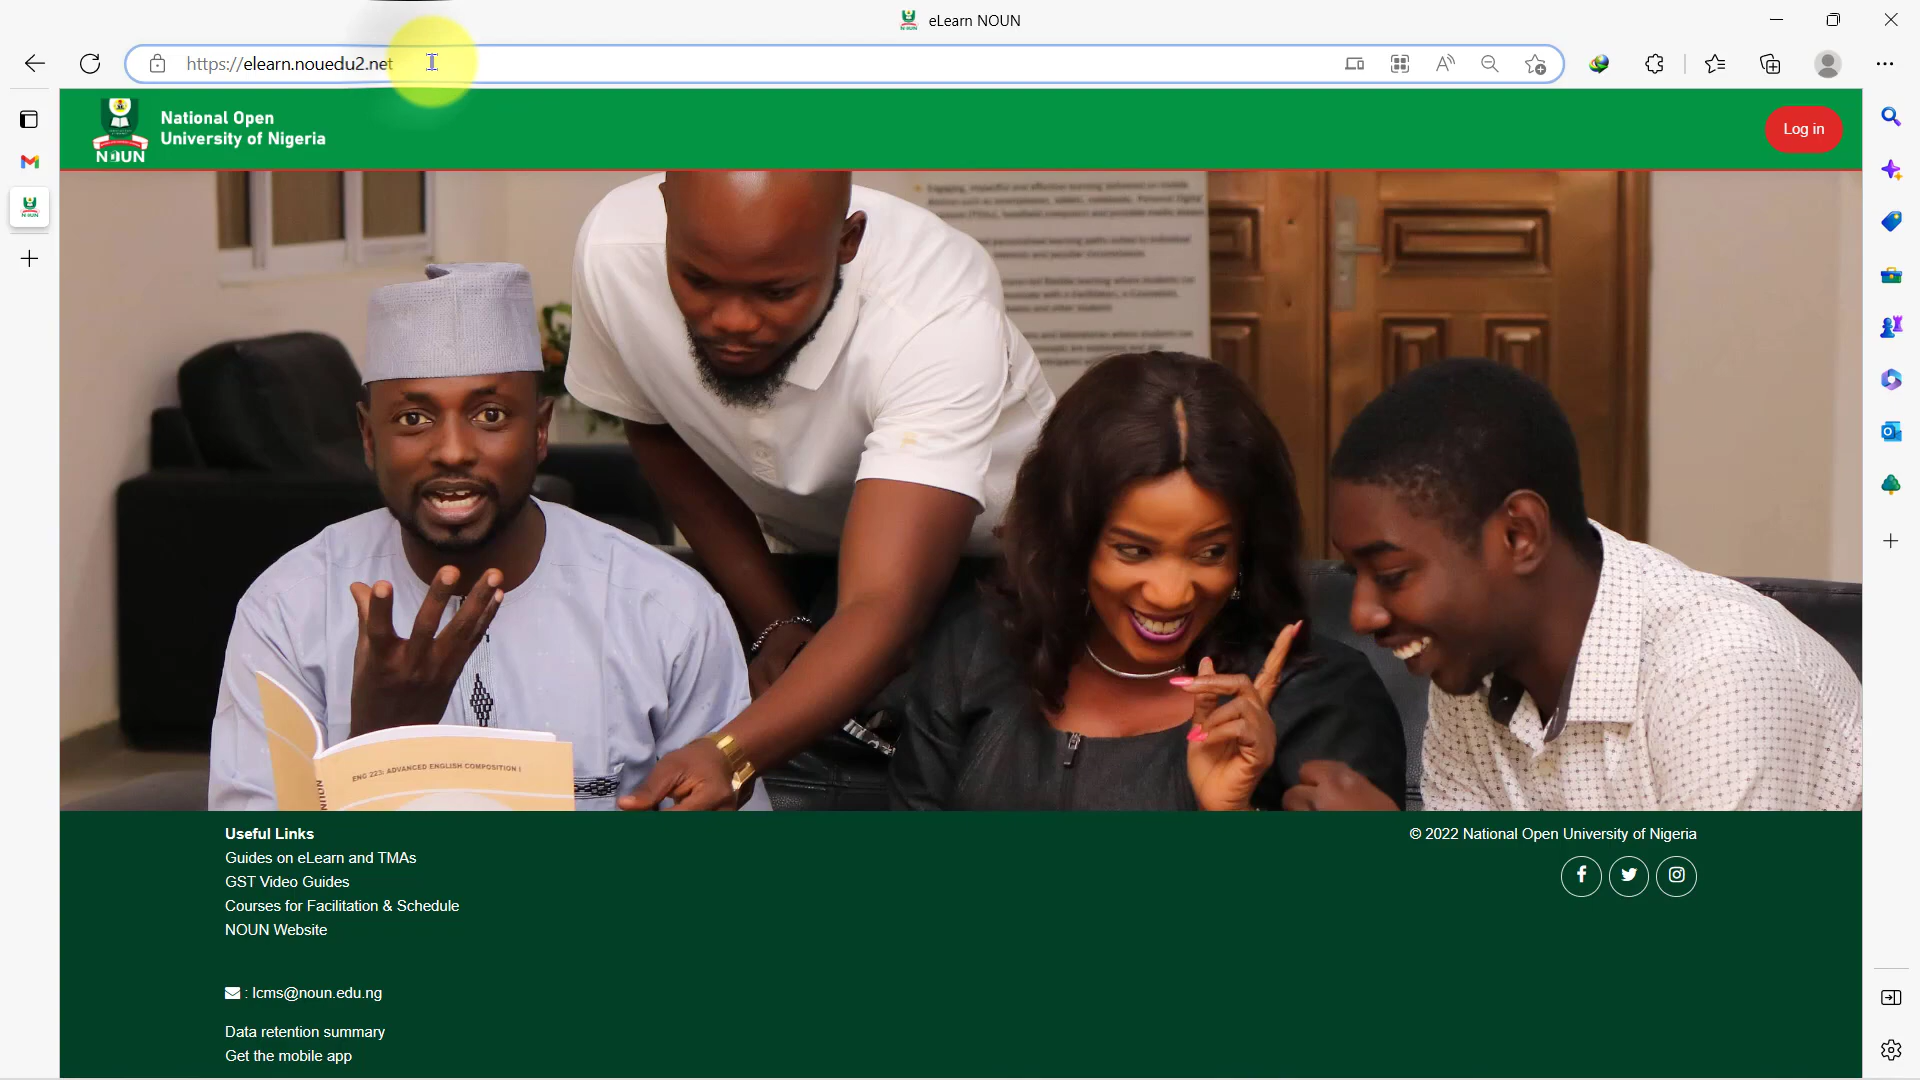 eLearn NOUN
https://elearn.nouedu2.net
National Open
University of Nigeria
NOUN
Log in
ENG 223: ADVANCED ENGLISH COMPOSITION I
Useful Links
Guides on eLearn and TMAs
GST Video Guides
Courses for Facilitation & Schedule
NOUN Website
: lcms@noun.edu.ng
Data retention summary
Get the mobile app
© 2022 National Open University of Nigeria